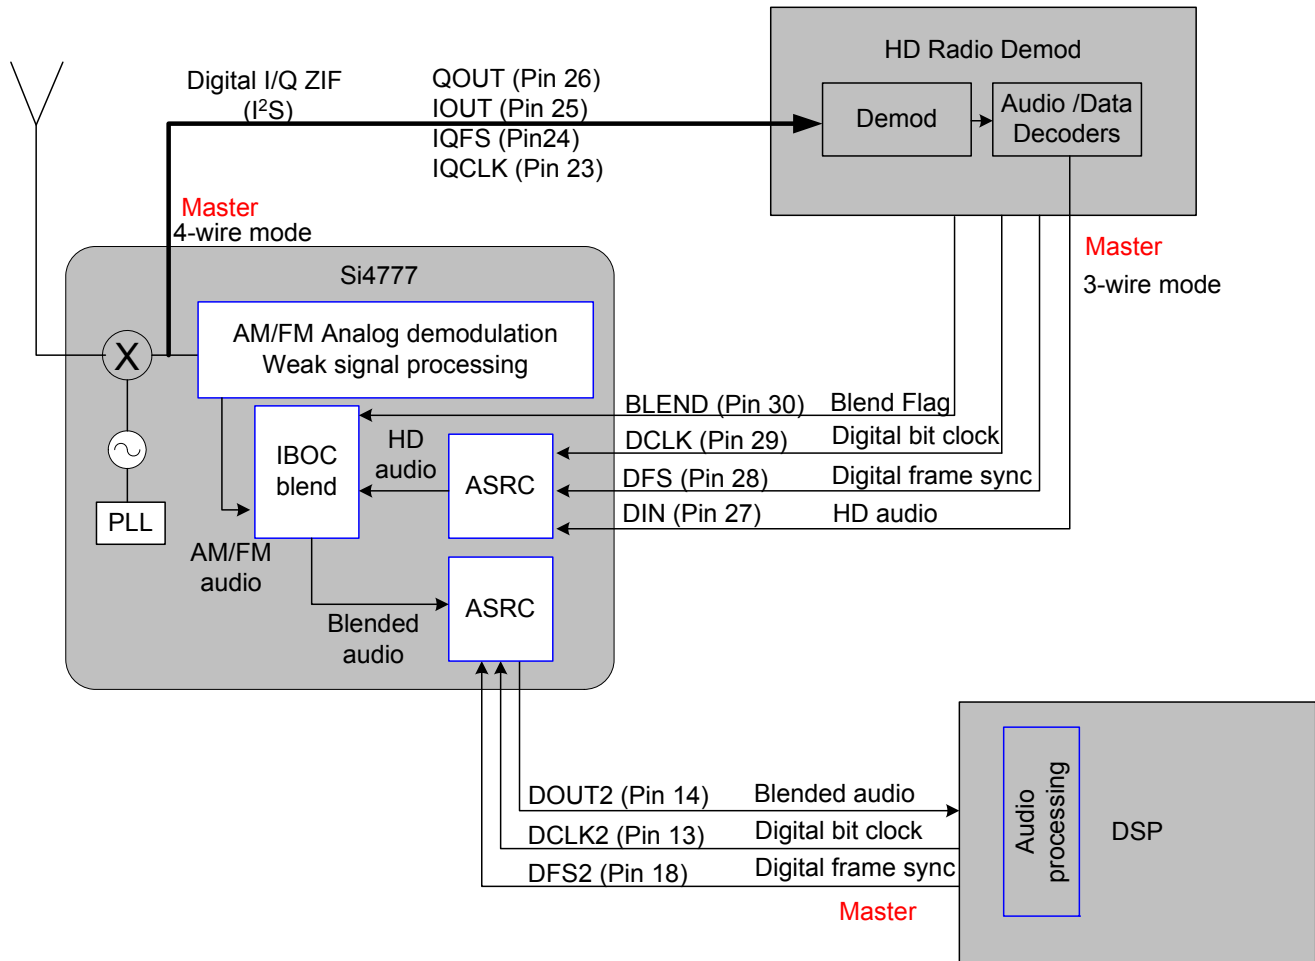 HD Radio Demod
Digital I/Q ZIF
(I²S)
QOUT (Pin 26)
IOUT (Pin 25)
IQFS (Pin24)
IQCLK (Pin 23)
Demod
Audio /Data
Decoders
Master
4-wire mode
Master
3-wire mode
Si4777
X
AM/FM Analog demodulation
Weak signal processing
PLL
IBOC
blend
HD
audio
ASRC
BLEND (Pin 30) Blend Flag
DCLK (Pin 29) Digital bit clock
DFS (Pin 28) Digital frame sync
DIN (Pin 27) HD audio
AM/FM
audio
Blended
audio
ASRC
DOUT2 (Pin 14) Blended audio
DCLK2 (Pin 13) Digital bit clock
DFS2 (Pin 18) Digital frame sync
Master
Audio
processing
DSP